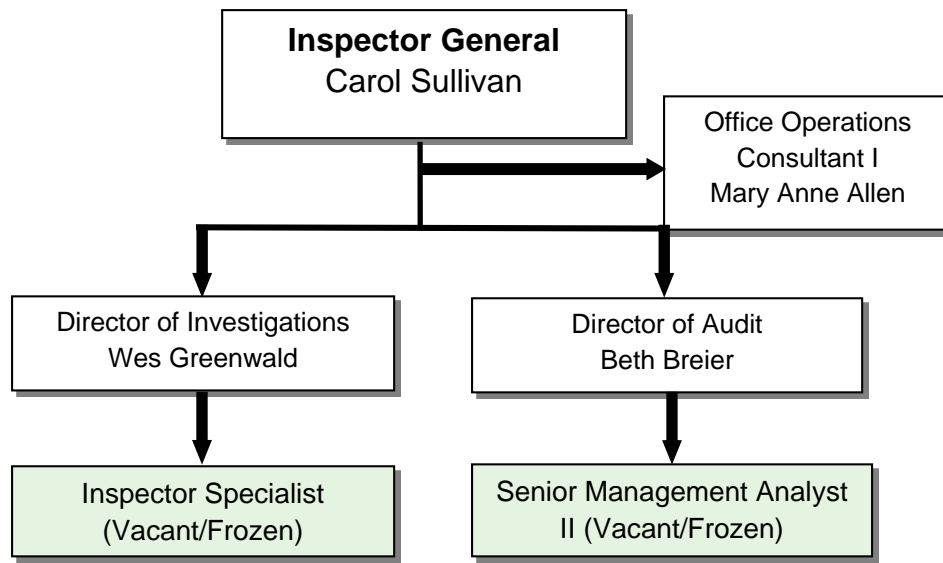 Inspector General
Carol Sullivan
Office Operations
Consultant I
Mary Anne Allen
Director of Investigations
Wes Greenwald
Director of Audit
Beth Breier
Inspector Specialist
(Vacant/Frozen)
Senior Management Analyst
II (Vacant/Frozen)